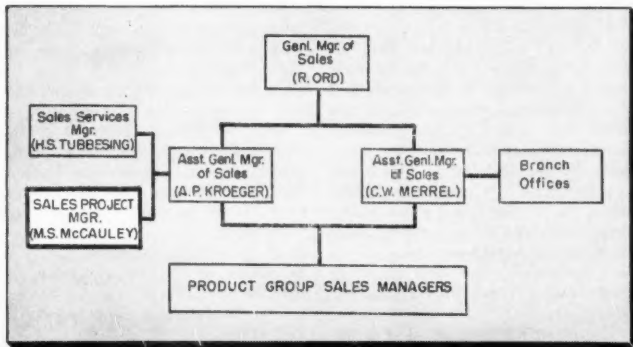 Genl. Mgr. of
Sales
(R. ORD)
Sales Services
Mgr.
(H.S. TUBBESING)
Asst. Genl. Mgr.
of Sales
(A.P. KROEGER)
Asst. Genl. Mgr.
of Sales
(C.W. MERREL)
Branch
Offices
SALES PROJECT
MGR.
(M.S. McCAULEY)
PRODUCT GROUP SALES MANAGERS